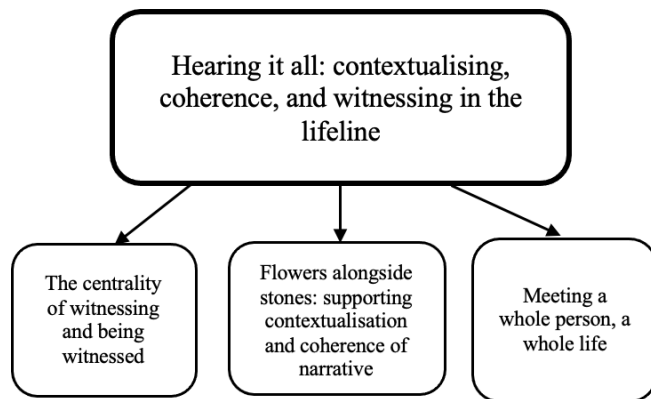 Hearing it all: contextualising,
coherence, and witnessing in the
lifeline
The centrality
of witnessing
and being
witnessed
Flowers alongside
stones: supporting
contextualisation
and coherence of
narrative
Meeting a
whole person, a
whole life